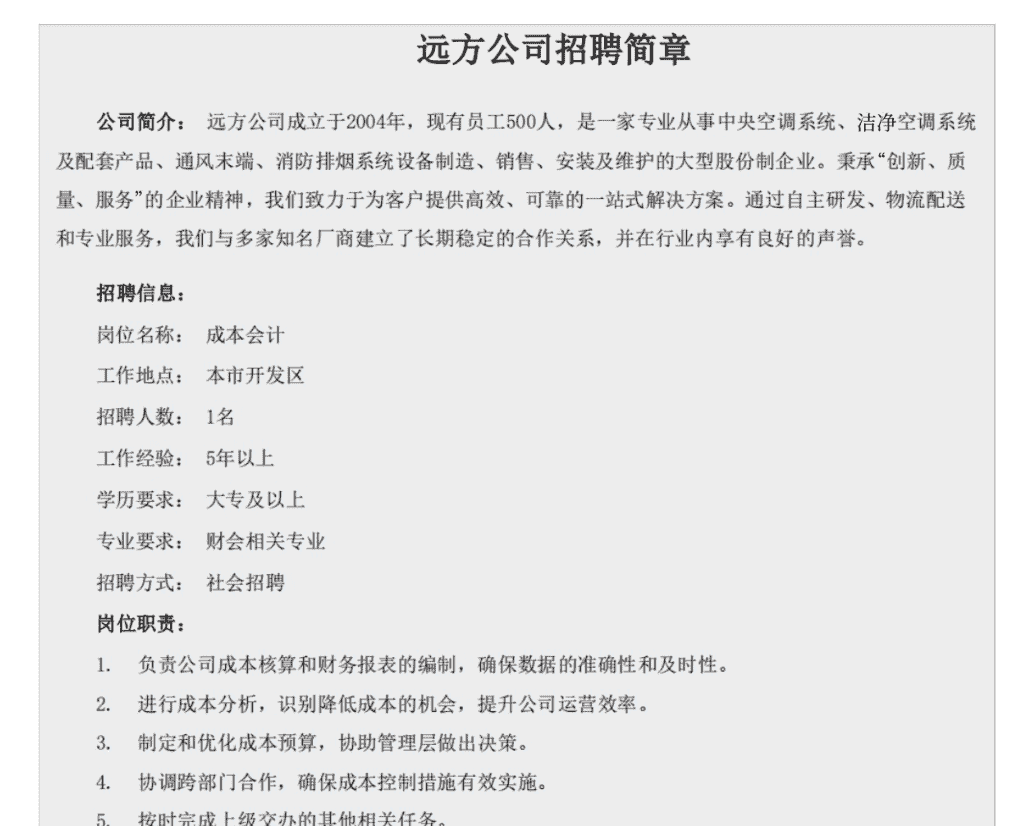 远方公司招聘简章
公司简介： 远方公司成立于2004年，现有员工500人，是一家专业从事中央空调系统、洁净空调系统
及配套产品、通风末端、消防排烟系统设备制造、销售、安装及维护的大型股份制企业。秉承“创新、质
量、服务”的企业精神，我们致力于为客户提供高效、可靠的一站式解决方案。通过自主研发、物流配送
和专业服务，我们与多家知名厂商建立了长期稳定的合作关系，并在行业内享有良好的声誉。
招聘信息：
岗位名称： 成本会计
工作地点： 本市开发区
招聘人数： 1名
工作经验： 5年以上
学历要求： 大专及以上
专业要求： 财会相关专业
招聘方式： 社会招聘
岗位职责：
1. 负责公司成本核算和财务报表的编制，确保数据的准确性和及时性。
2. 进行成本分析，识别降低成本的机会，提升公司运营效率。
3. 制定和优化成本预算，协助管理层做出决策。
4. 协调跨部门合作，确保成本控制措施有效实施。
5. 按时完成上级交办的其他相关任务。